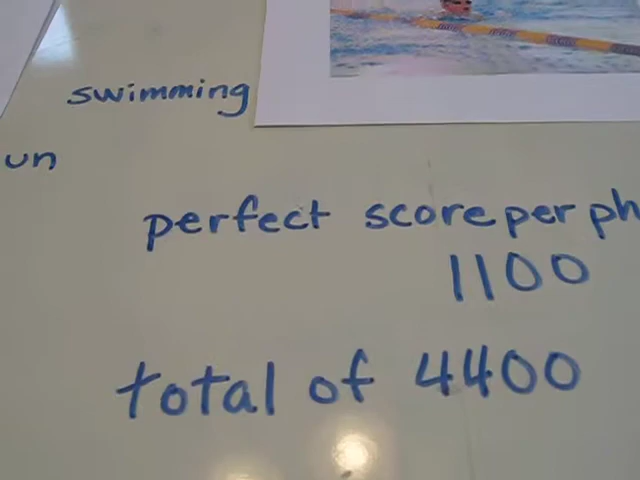 swimming
un
perfect score per ph
1100
total of 4400